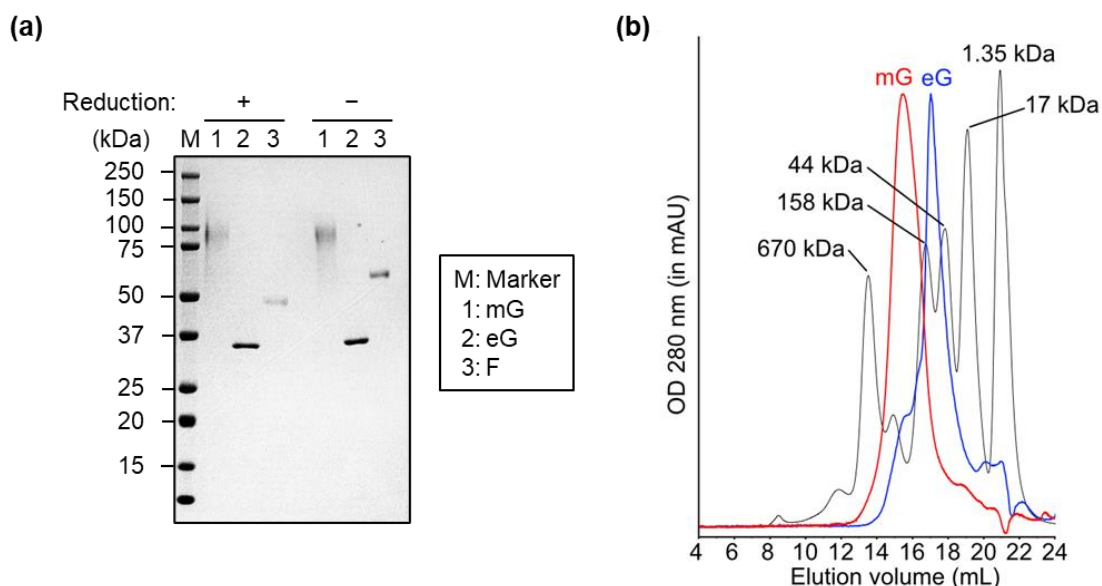 (a)
Reduction: + −
(kDa) M 1 2 3 1 2 3
250
150
100
75
50
37
25
20
15
M: Marker
1: mG
2: eG
3: F
(b)
OD 280 nm (in mAU)
mG eG
1.35 kDa
17 kDa
44 kDa
158 kDa
670 kDa
4 6 8 10 12 14 16 18 20 22 24
Elution volume (mL)